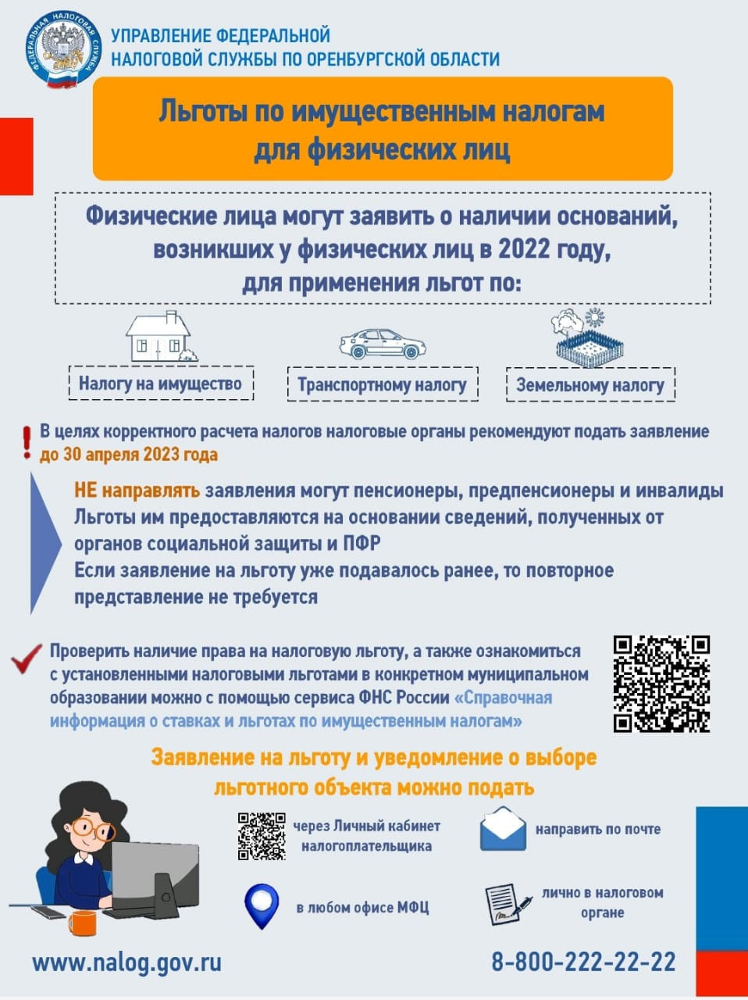 ФЕДЕРАЛЬНАЯ НАЛОГОВАЯ СЛУЖБА
УПРАВЛЕНИЕ ФЕДЕРАЛЬНОЙ
НАЛОГОВОЙ СЛУЖБЫ ПО ОРЕНБУРГСКОЙ ОБЛАСТИ
Льготы по имущественным налогам
для физических лиц
Физические лица могут заявить о наличии оснований,
возникших у физических лиц в 2022 году,
для применения льгот по:
Налогу на имущество
Транспортному налогу
Земельному налогу
В целях корректного расчета налогов налоговые органы рекомендуют подать заявление
до 30 апреля 2023 года
НЕ направлять заявления могут пенсионеры, предпенсионеры и инвалиды
Льготы им предоставляются на основании сведений, полученных от
органов социальной защиты и ПФР
Если заявление на льготу уже подавалось ранее, то повторное
представление не требуется
Проверить наличие права на налоговую льготу, а также ознакомиться
с установленными налоговыми льготами в конкретном муниципальном
образовании можно с помощью сервиса ФНС России «Справочная
информация о ставках и льготах по имущественным налогам»
Заявление на льготу и уведомление о выборе
льготного объекта можно подать
через Личный кабинет
налогоплательщика
направить по почте
в любом офисе МФЦ
лично в налоговом
органе
www.nalog.gov.ru
8-800-222-22-22